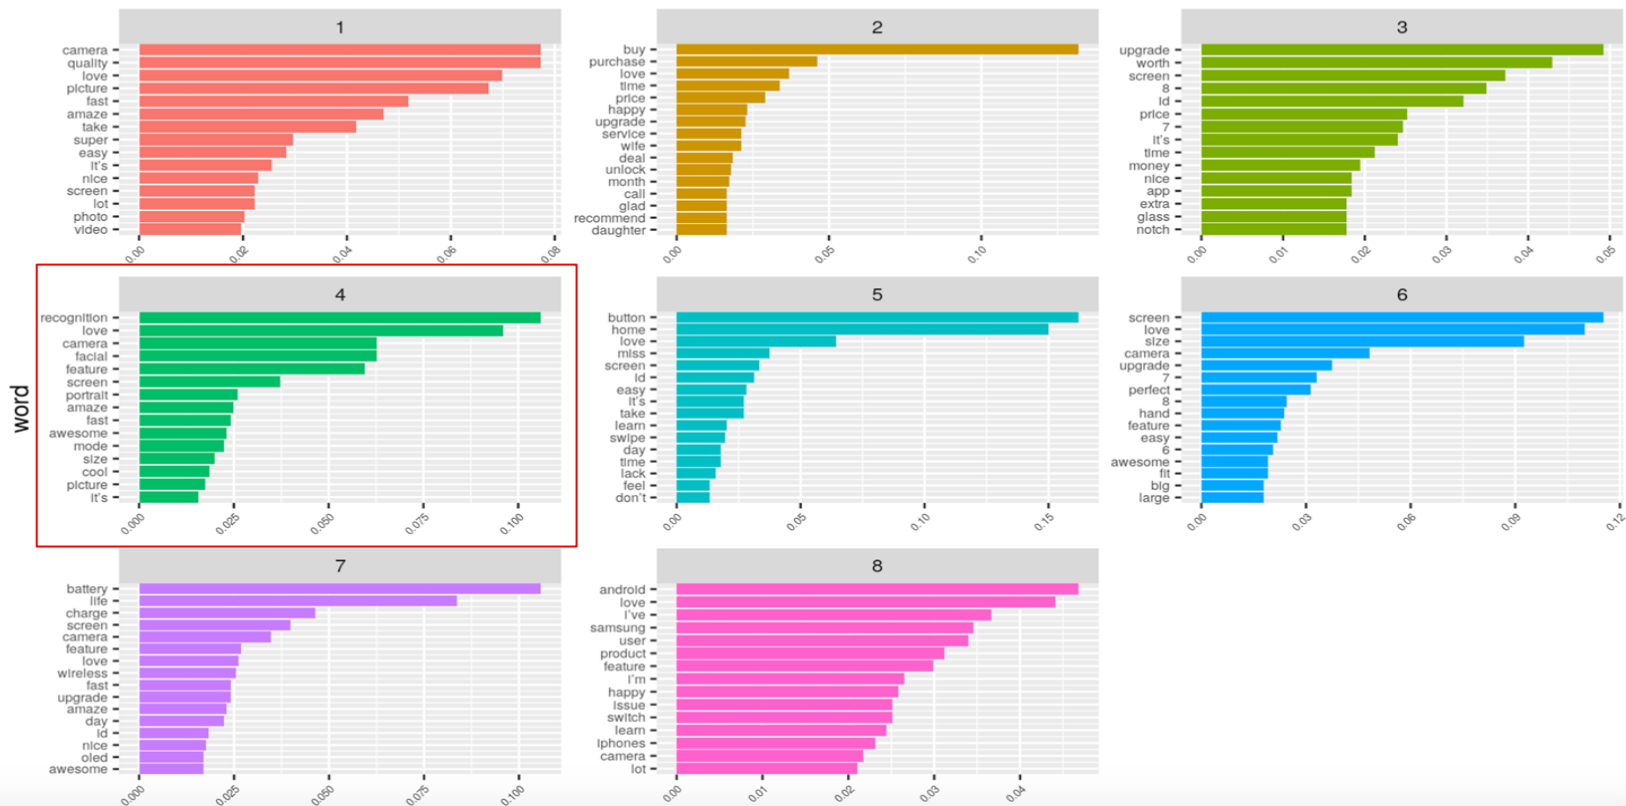 1
camera
quality
love
picture
fast
amaze
take
super
easy
it's
nice
screen
lot
photo
video
0.00 0.02 0.04 0.06 0.08
2
buy
purchase
love
time
price
happy
upgrade
service
wife
deal
unlock
month
call
glad
recommend
daughter
0.00 0.05 0.10
3
upgrade
worth
screen
8
id
price
7
it's
time
money
nice
app
extra
glass
notch
0.00 0.01 0.02 0.03 0.04 0.05
word
4
recognition
love
camera
facial
feature
screen
portrait
amaze
fast
awesome
mode
size
cool
picture
it's
0.000 0.025 0.050 0.075 0.100
5
button
home
love
miss
screen
id
easy
it's
take
learn
swipe
day
time
lack
feel
don't
0.00 0.05 0.10 0.15
6
screen
love
size
camera
upgrade
7
perfect
8
hand
feature
easy
6
awesome
fit
big
large
0.00 0.03 0.06 0.09 0.12
7
battery
life
charge
screen
camera
feature
love
wireless
fast
upgrade
amaze
day
id
nice
oled
awesome
0.000 0.025 0.050 0.075 0.100
8
android
love
i've
samsung
user
product
feature
i'm
happy
issue
switch
learn
iphones
camera
lot
0.00 0.01 0.02 0.03 0.04